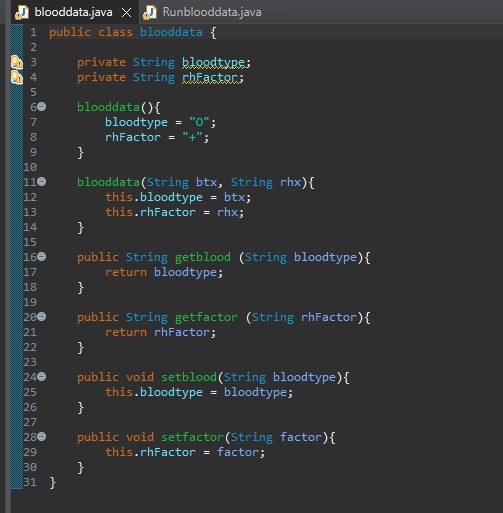 blooddata.java Runblooddata.java
1 public class blooddata {
2
3 private String bloodtype;
4 private String rhFactor;
5
6 blooddata(){
7 bloodtype = "O";
8 rhFactor = "+";
9 }
10
11 blooddata(String btx, String rhx){
12 this.bloodtype = btx;
13 this.rhFactor = rhx;
14 }
15
16 public String getblood (String bloodtype){
17 return bloodtype;
18 }
19
20 public String getfactor (String rhFactor){
21 return rhFactor;
22 }
23
24 public void setblood(String bloodtype){
25 this.bloodtype = bloodtype;
26 }
27
28 public void setfactor(String factor){
29 this.rhFactor = factor;
30 }
31 }